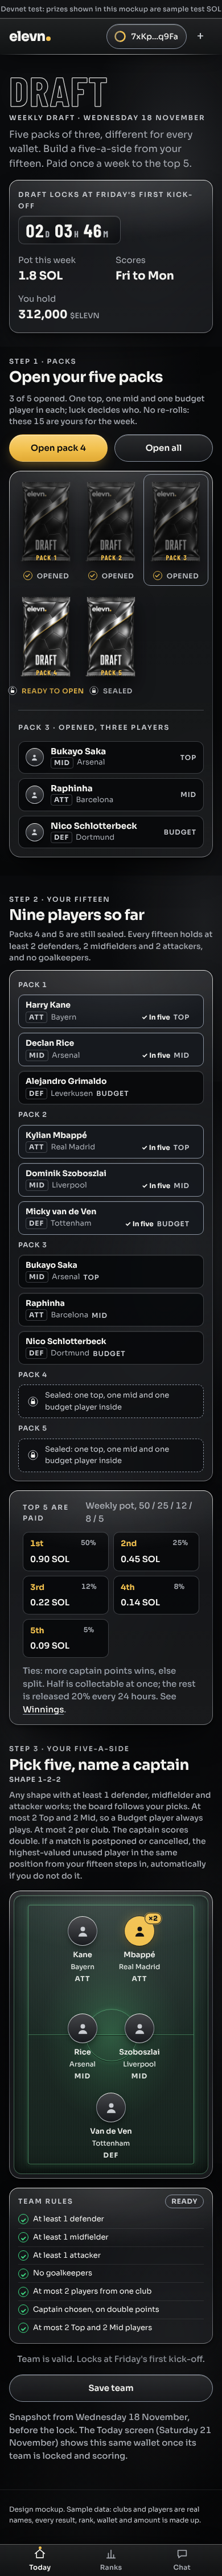 Devnet test: prizes shown in this mockup are sample test SOL
elevn.
7xKp...q9Fa
+
DRAFT
WEEKLY DRAFT · WEDNESDAY 18 NOVEMBER
Five packs of three, different for every
wallet. Build a five-a-side from your
fifteen. Paid once a week to the top 5.
DRAFT LOCKS AT FRIDAY'S FIRST KICK-
OFF
02D 03H 46M
Pot this week
1.8 SOL
Scores
Fri to Mon
You hold
312,000 $ELEVN
STEP 1 · PACKS
Open your five packs
3 of 5 opened. One top, one mid and one budget
player in each; luck decides who. No re-rolls:
these 15 are yours for the week.
Open pack 4
Open all
elevn.
DRAFT
PACK 1
OPENED
elevn.
DRAFT
PACK 2
OPENED
elevn.
DRAFT
PACK 3
OPENED
elevn.
DRAFT
PACK 4
READY TO OPEN
elevn.
DRAFT
PACK 5
SEALED
PACK 3 · OPENED, THREE PLAYERS
Bukayo Saka
MID Arsenal
TOP
Raphinha
ATT Barcelona
MID
Nico Schlotterbeck
DEF Dortmund
BUDGET
STEP 2 · YOUR FIFTEEN
Nine players so far
Packs 4 and 5 are still sealed. Every fifteen holds at
least 2 defenders, 2 midfielders and 2 attackers,
and no goalkeepers.
PACK 1
Harry Kane
ATT Bayern
✓ In five TOP
Declan Rice
MID Arsenal
✓ In five MID
Alejandro Grimaldo
DEF Leverkusen BUDGET
PACK 2
Kylian Mbappé
ATT Real Madrid
✓ In five TOP
Dominik Szoboszlai
MID Liverpool
✓ In five MID
Micky van de Ven
DEF Tottenham
✓ In five BUDGET
PACK 3
Bukayo Saka
MID Arsenal TOP
Raphinha
ATT Barcelona MID
Nico Schlotterbeck
DEF Dortmund BUDGET
PACK 4
Sealed: one top, one mid and one
budget player inside
PACK 5
Sealed: one top, one mid and one
budget player inside
TOP 5 ARE
PAID
Weekly pot, 50 / 25 / 12 /
8 / 5
1st 50%
0.90 SOL
2nd 25%
0.45 SOL
3rd 12%
0.22 SOL
4th 8%
0.14 SOL
5th 5%
0.09 SOL
Ties: more captain points wins, else
split. Half is collectable at once; the rest
is released 20% every 24 hours. See
Winnings.
STEP 3 · YOUR FIVE-A-SIDE
Pick five, name a captain
SHAPE 1-2-2
Any shape with at least 1 defender, midfielder and
attacker works; the board follows your picks. At
most 2 Top and 2 Mid, so a Budget player always
plays. At most 2 per club. The captain scores
double. If a match is postponed or cancelled, the
highest-valued unused player in the same
position from your fifteen steps in, automatically
if you do not do it.
Kane
Bayern
ATT
×2
Mbappé
Real Madrid
ATT
Rice
Arsenal
MID
Szoboszlai
Liverpool
MID
Van de Ven
Tottenham
DEF
TEAM RULES
READY
At least 1 defender
At least 1 midfielder
At least 1 attacker
No goalkeepers
At most 2 players from one club
Captain chosen, on double points
At most 2 Top and 2 Mid players
Team is valid. Locks at Friday's first kick-off.
Save team
Snapshot from Wednesday 18 November,
before the lock. The Today screen (Saturday 21
November) shows this same wallet once its
team is locked and scoring.
Design mockup. Sample data: clubs and players are real
names, every result, rank, wallet and amount is made up.
Today
Ranks
Chat